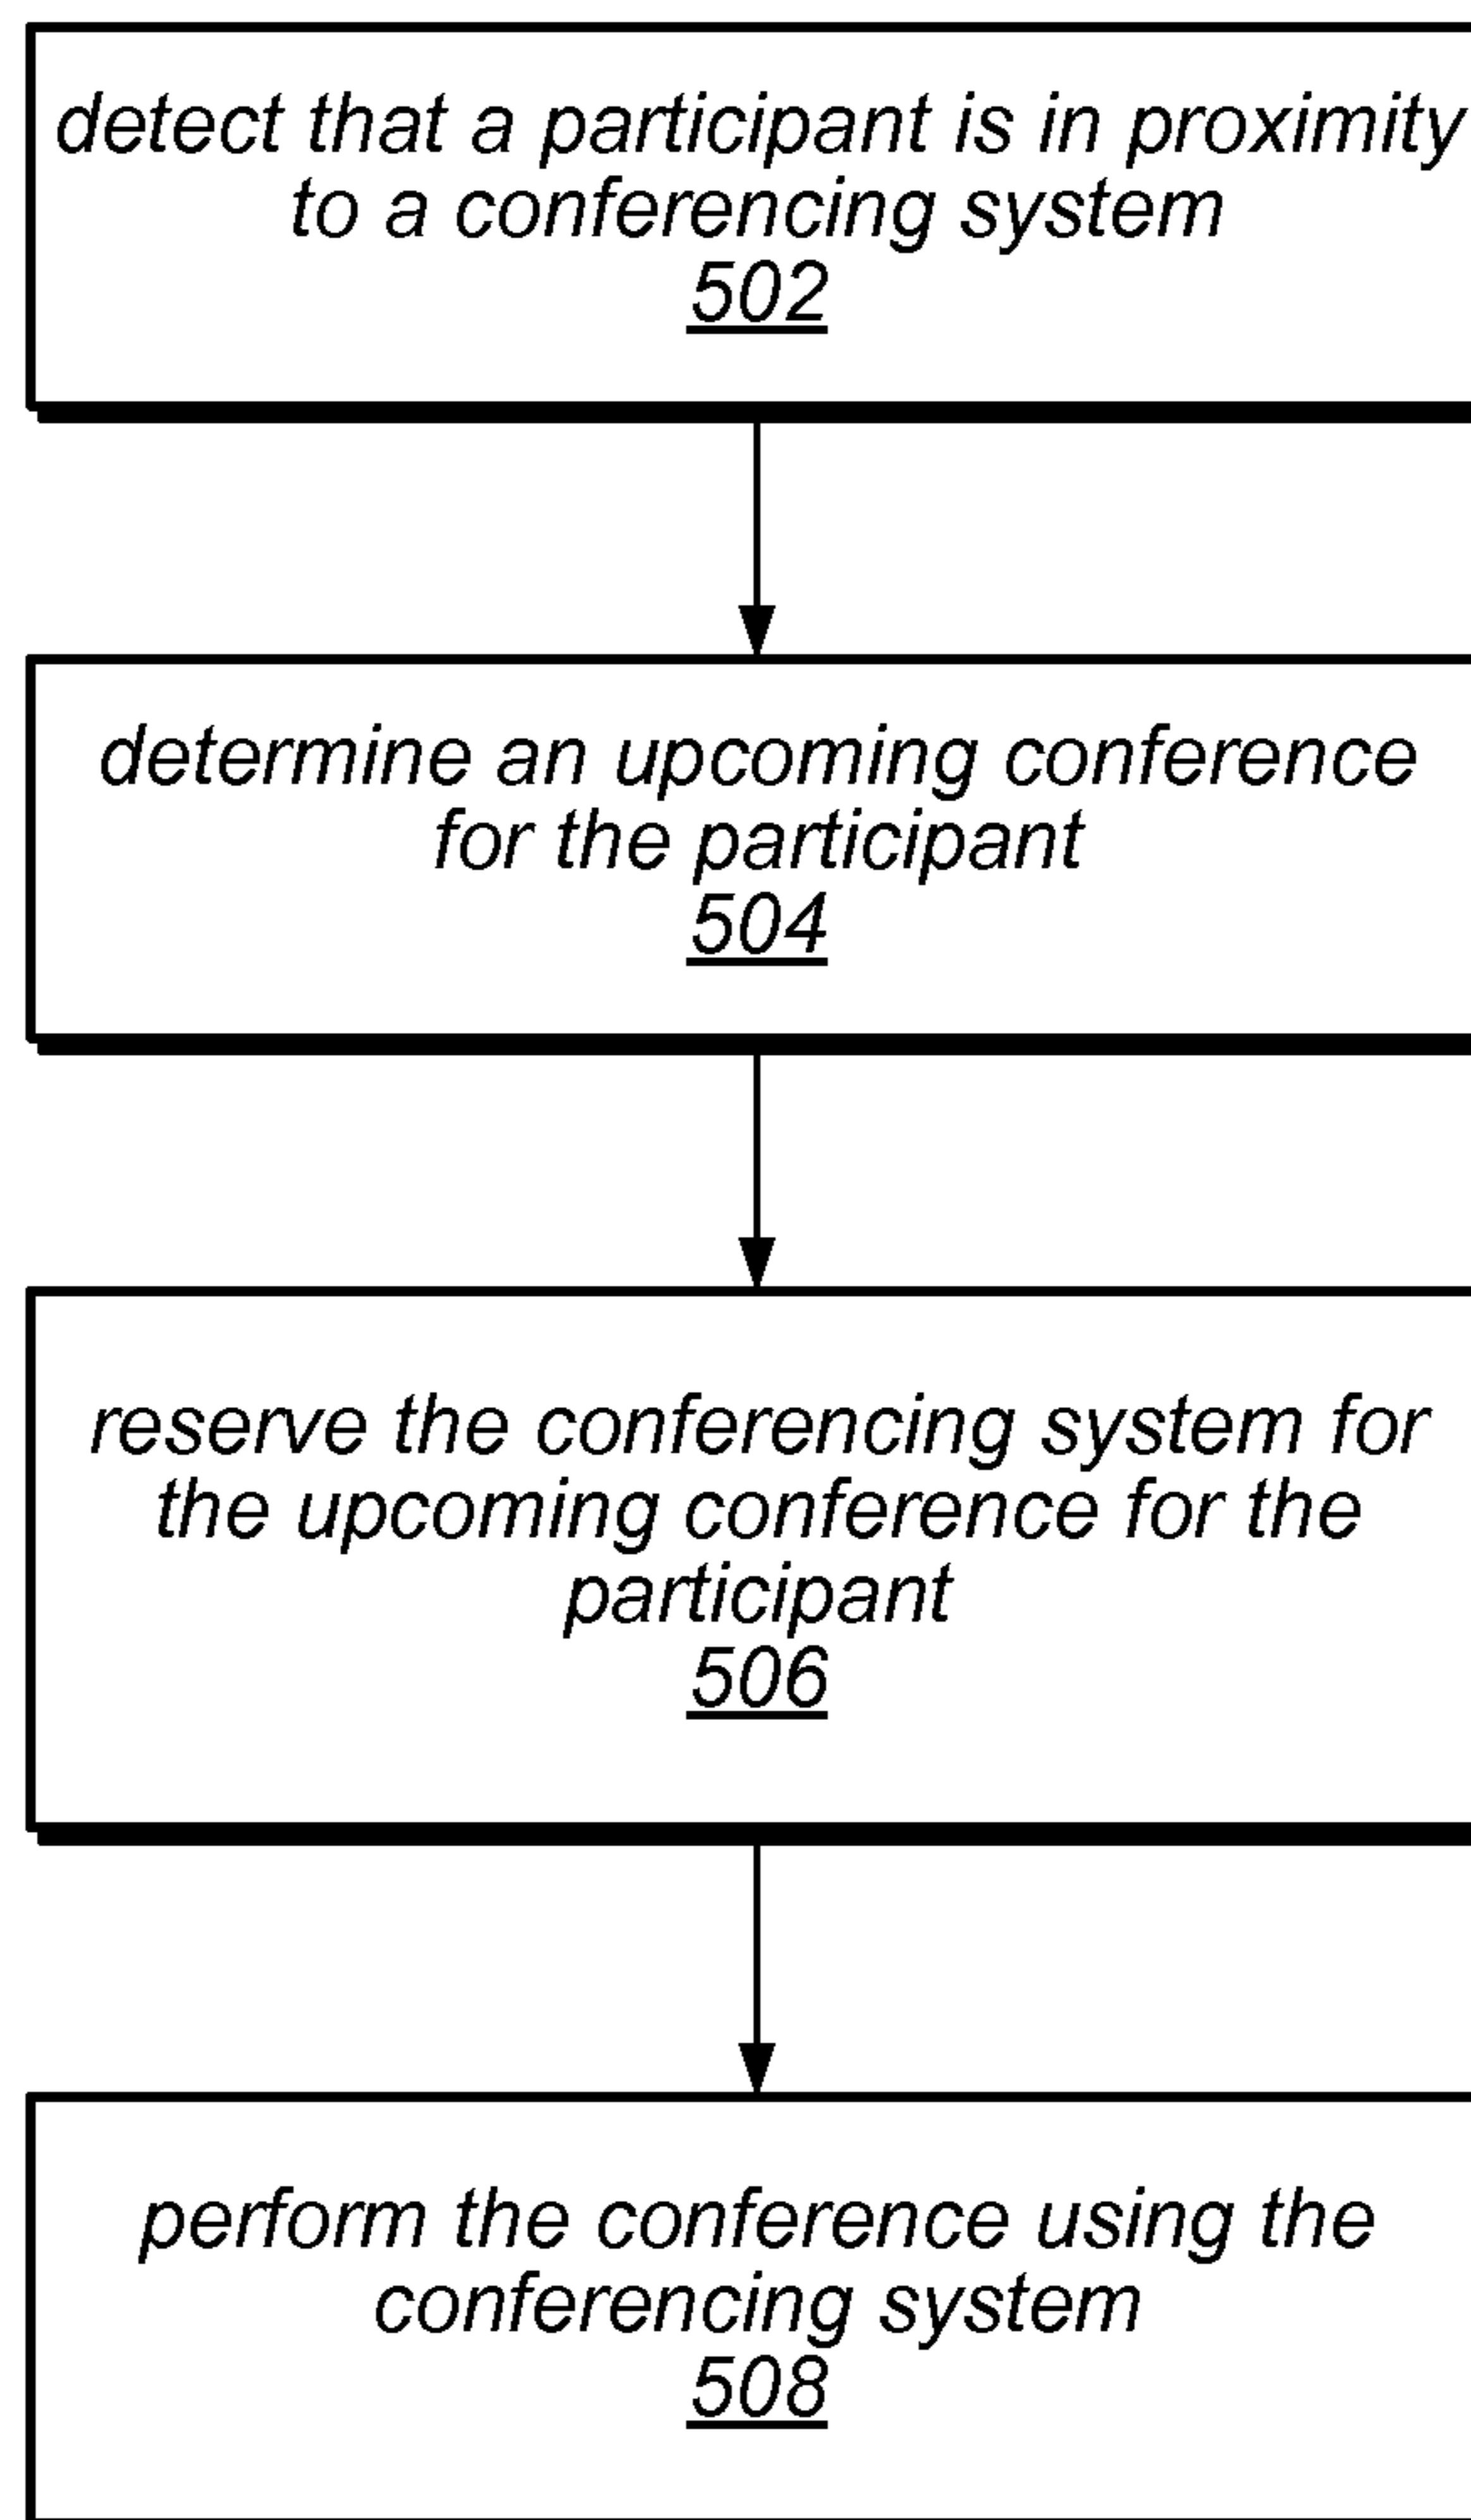 detect that a participant is in proximity
to a conferencing system
502
determine an upcoming conference
for the participant
504
reserve the conferencing system for
the upcoming conference for the
participant
506
perform the conference using the
conferencing system
508